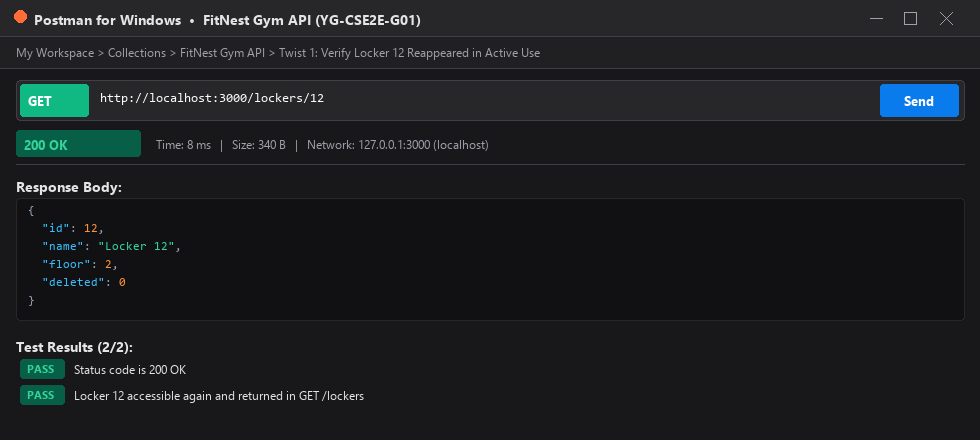 Postman for Windows • FitNest Gym API (YG-CSE2E-G01)
My Workspace > Collections > FitNest Gym API > Twist 1: Verify Locker 12 Reappeared in Active Use
GET http://localhost:3000/lockers/12 Send
200 OK Time: 8 ms | Size: 340 B | Network: 127.0.0.1:3000 (localhost)
Response Body:
{
"id": 12,
"name": "Locker 12",
"floor": 2,
"deleted": 0
}
Test Results (2/2):
PASS Status code is 200 OK
PASS Locker 12 accessible again and returned in GET /lockers